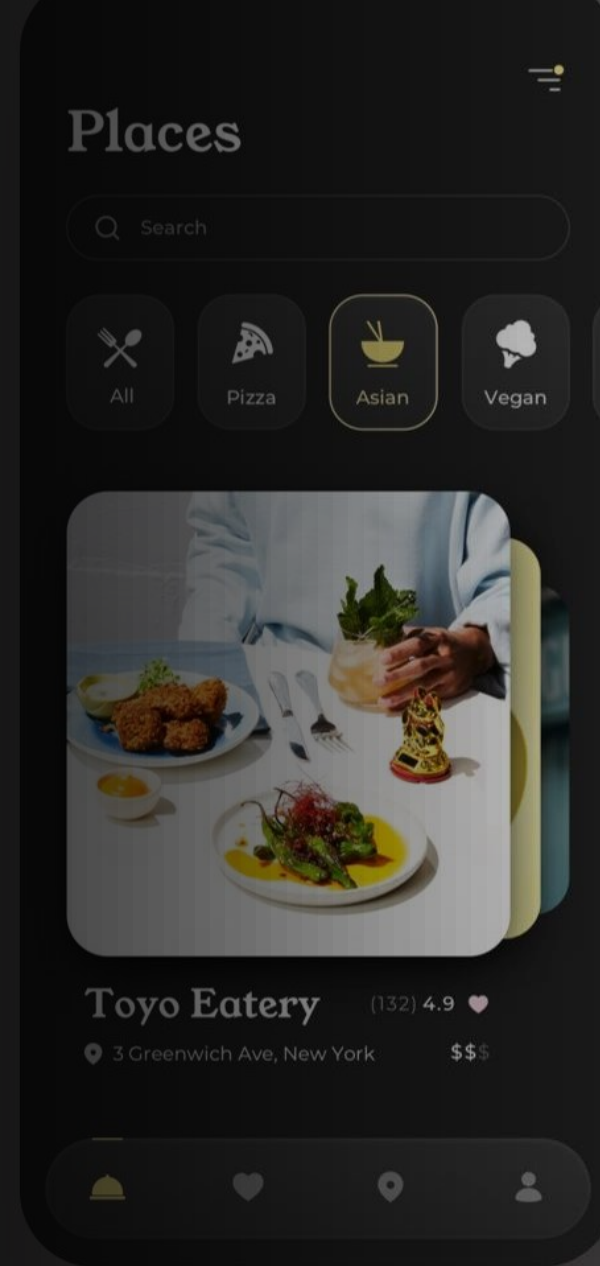 Places
Search
All
Pizza
Asian
Vegan
Toyo Eatery
(132) 4.9
3 Greenwich Ave, New York
$$$